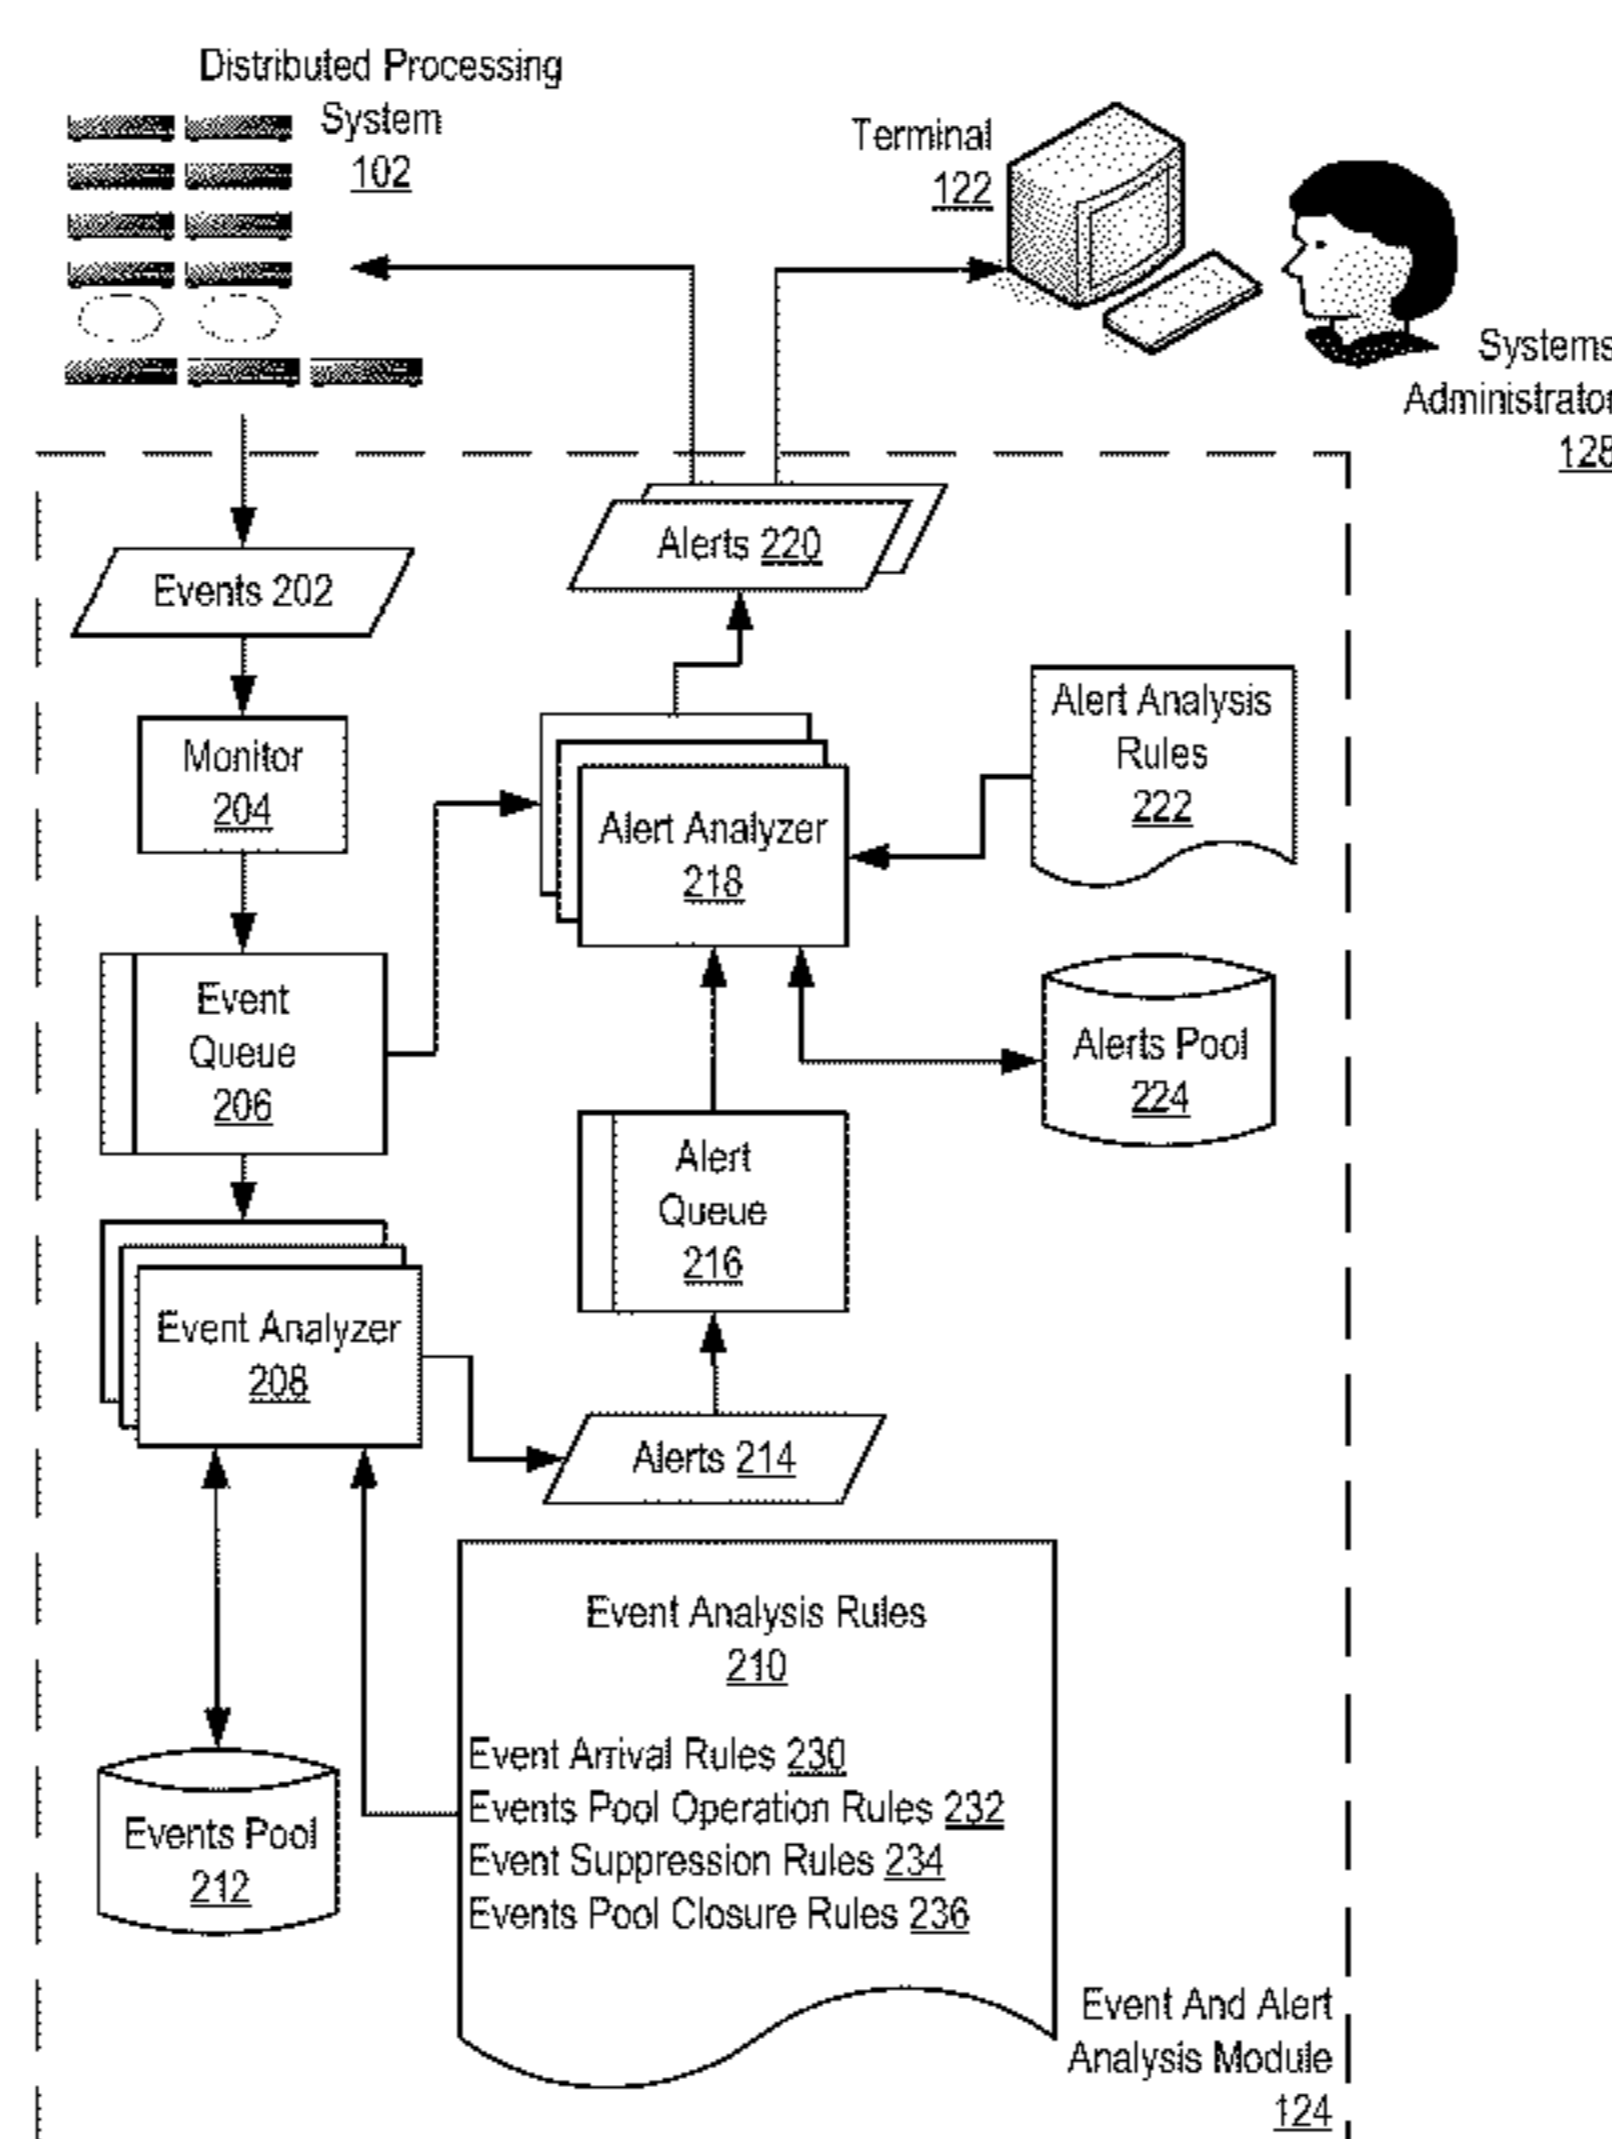 Distributed Processing
System
102
Terminal
122
Systems
Administrator
128
Alerts 220
Events 202
Monitor
204
Alert Analysis
Rules
222
Alert Analyzer
218
Event
Queue
206
Alerts Pool
224
Alert
Queue
216
Event Analyzer
208
Alerts 214
Event Analysis Rules
210
Event Arrival Rules 230
Events Pool Operation Rules 232
Event Suppression Rules 234
Events Pool Closure Rules 236
Events Pool
212
Event And Alert
Analysis Module
124